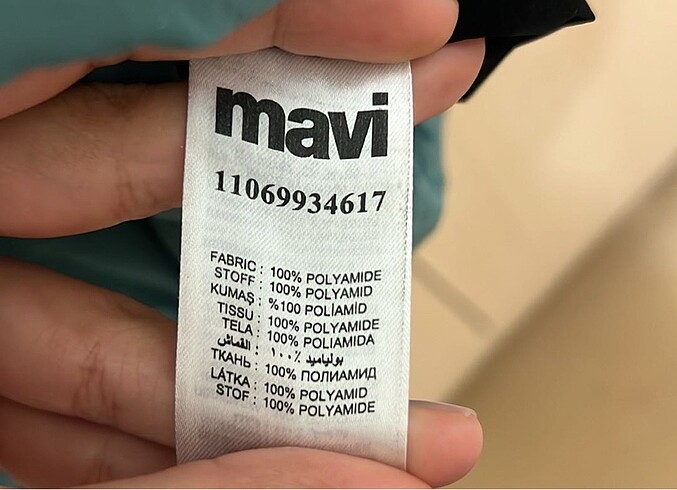 mavi
11069934617
FABRIC : 100% POLYAMIDE
STOFF : 100% POLYAMID
KUMAŞ : %100 POLİAMİD
TISSU : 100% POLYAMIDE
TELA : 100% POLIAMIDA
القماش : ١٠٠٪ بولياميد
ТКАНЬ : 100% ПОЛИАМИД
LÁTKA : 100% POLYAMID
STOF : 100% POLYAMIDE